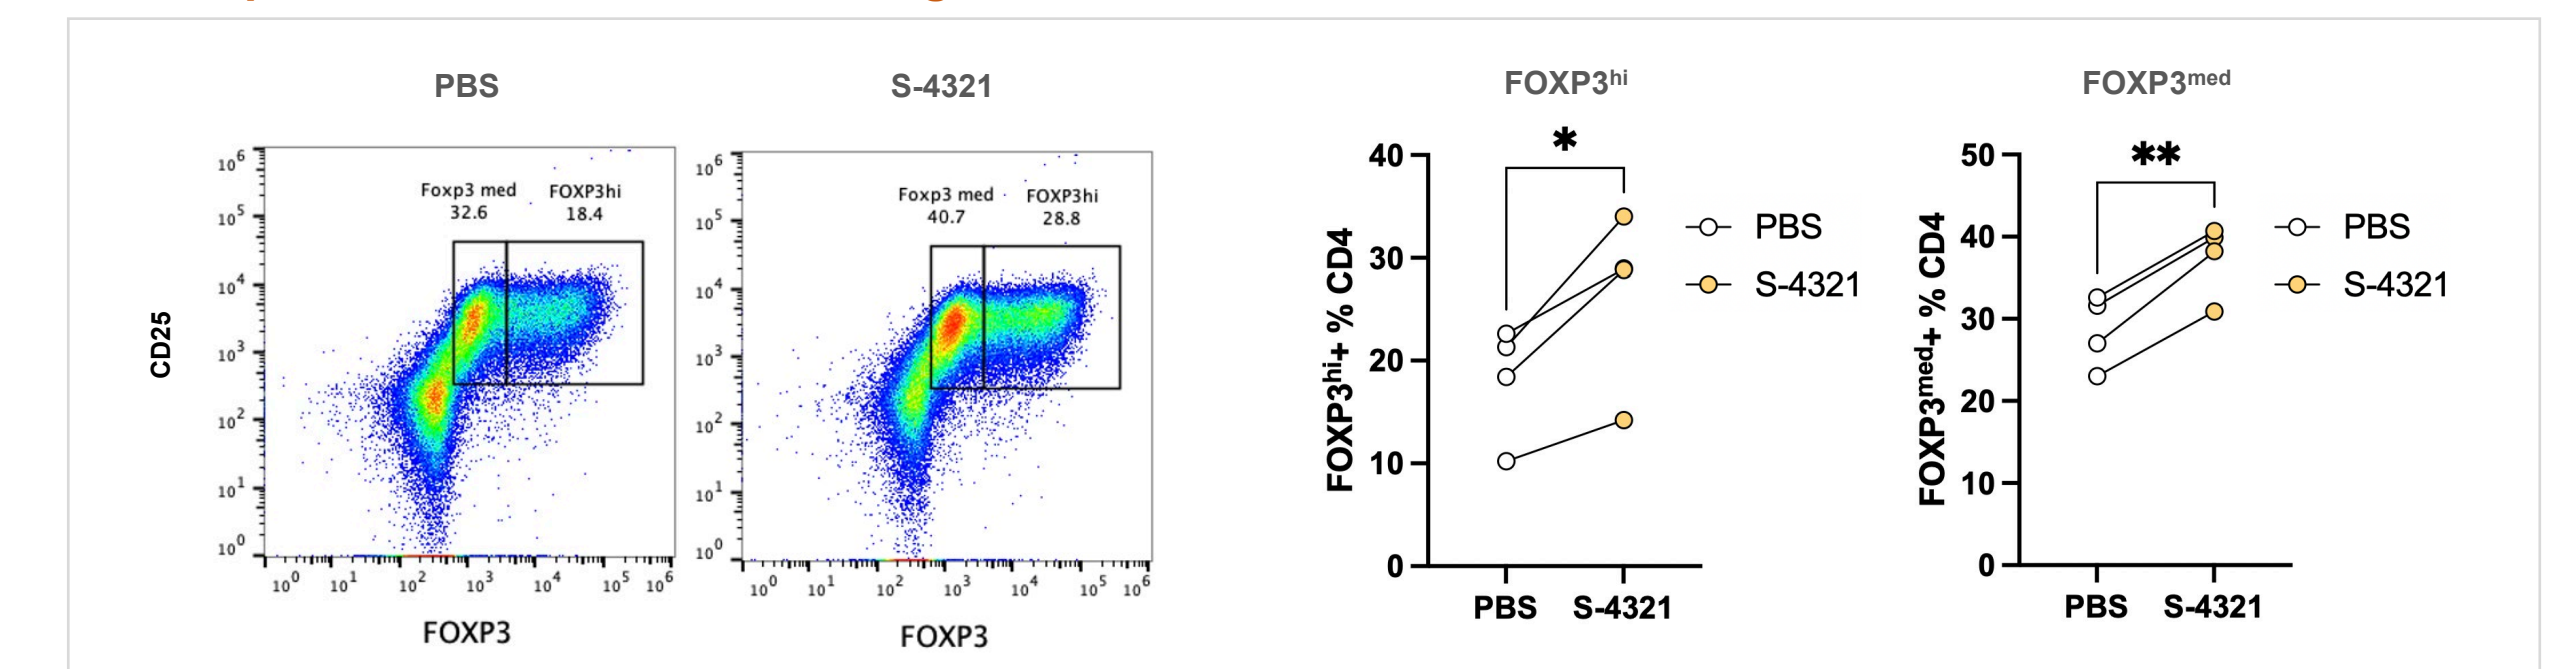 PBS
S-4321
FOXP3hi
FOXP3med
CD25
10^6
10^5
10^4
10^3
10^2
10^1
10^0
Foxp3 med
32.6
FOXP3hi
18.4
10^0 10^1 10^2 10^3 10^4 10^5 10^6
FOXP3
10^6
10^5
10^4
10^3
10^2
10^1
10^0
Foxp3 med
40.7
FOXP3hi
28.8
10^0 10^1 10^2 10^3 10^4 10^5 10^6
FOXP3
FOXP3hi+ % CD4
40
30
20
10
0
*
PBS S-4321
PBS
S-4321
FOXP3med+ % CD4
50
40
30
20
10
0
**
PBS S-4321
PBS
S-4321